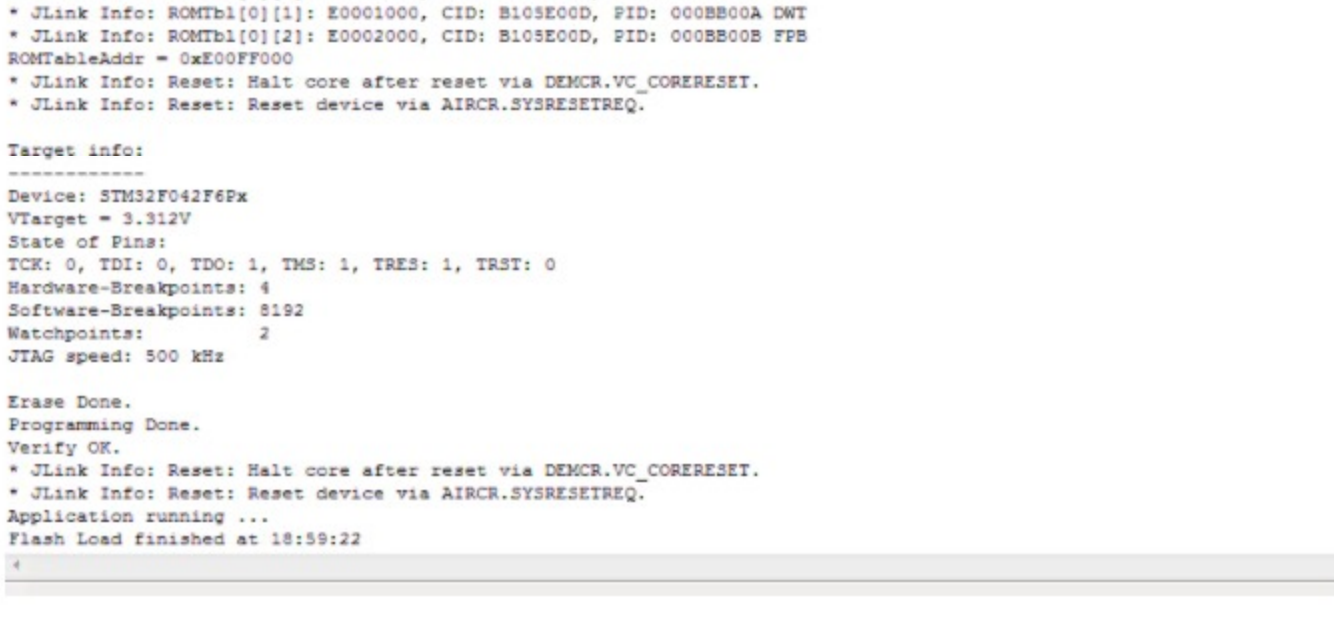 * JLink Info: ROMTbl[0][1]: E0001000, CID: B105E00D, PID: 000BB00A DWT
* JLink Info: ROMTbl[0][2]: E0002000, CID: B105E00D, PID: 000BB00B FPB
ROMTableAddr = 0xE00FF000
* JLink Info: Reset: Halt core after reset via DEMCR.VC_CORERESET.
* JLink Info: Reset: Reset device via AIRCR.SYSRESETREQ.
Target info:
------------
Device: STM32F042F6Px
VTarget = 3.312V
State of Pins:
TCK: 0, TDI: 0, TDO: 1, TMS: 1, TRES: 1, TRST: 0
Hardware-Breakpoints: 4
Software-Breakpoints: 8192
Watchpoints: 2
JTAG speed: 500 kHz
Erase Done.
Programming Done.
Verify OK.
* JLink Info: Reset: Halt core after reset via DEMCR.VC_CORERESET.
* JLink Info: Reset: Reset device via AIRCR.SYSRESETREQ.
Application running ...
Flash Load finished at 18:59:22